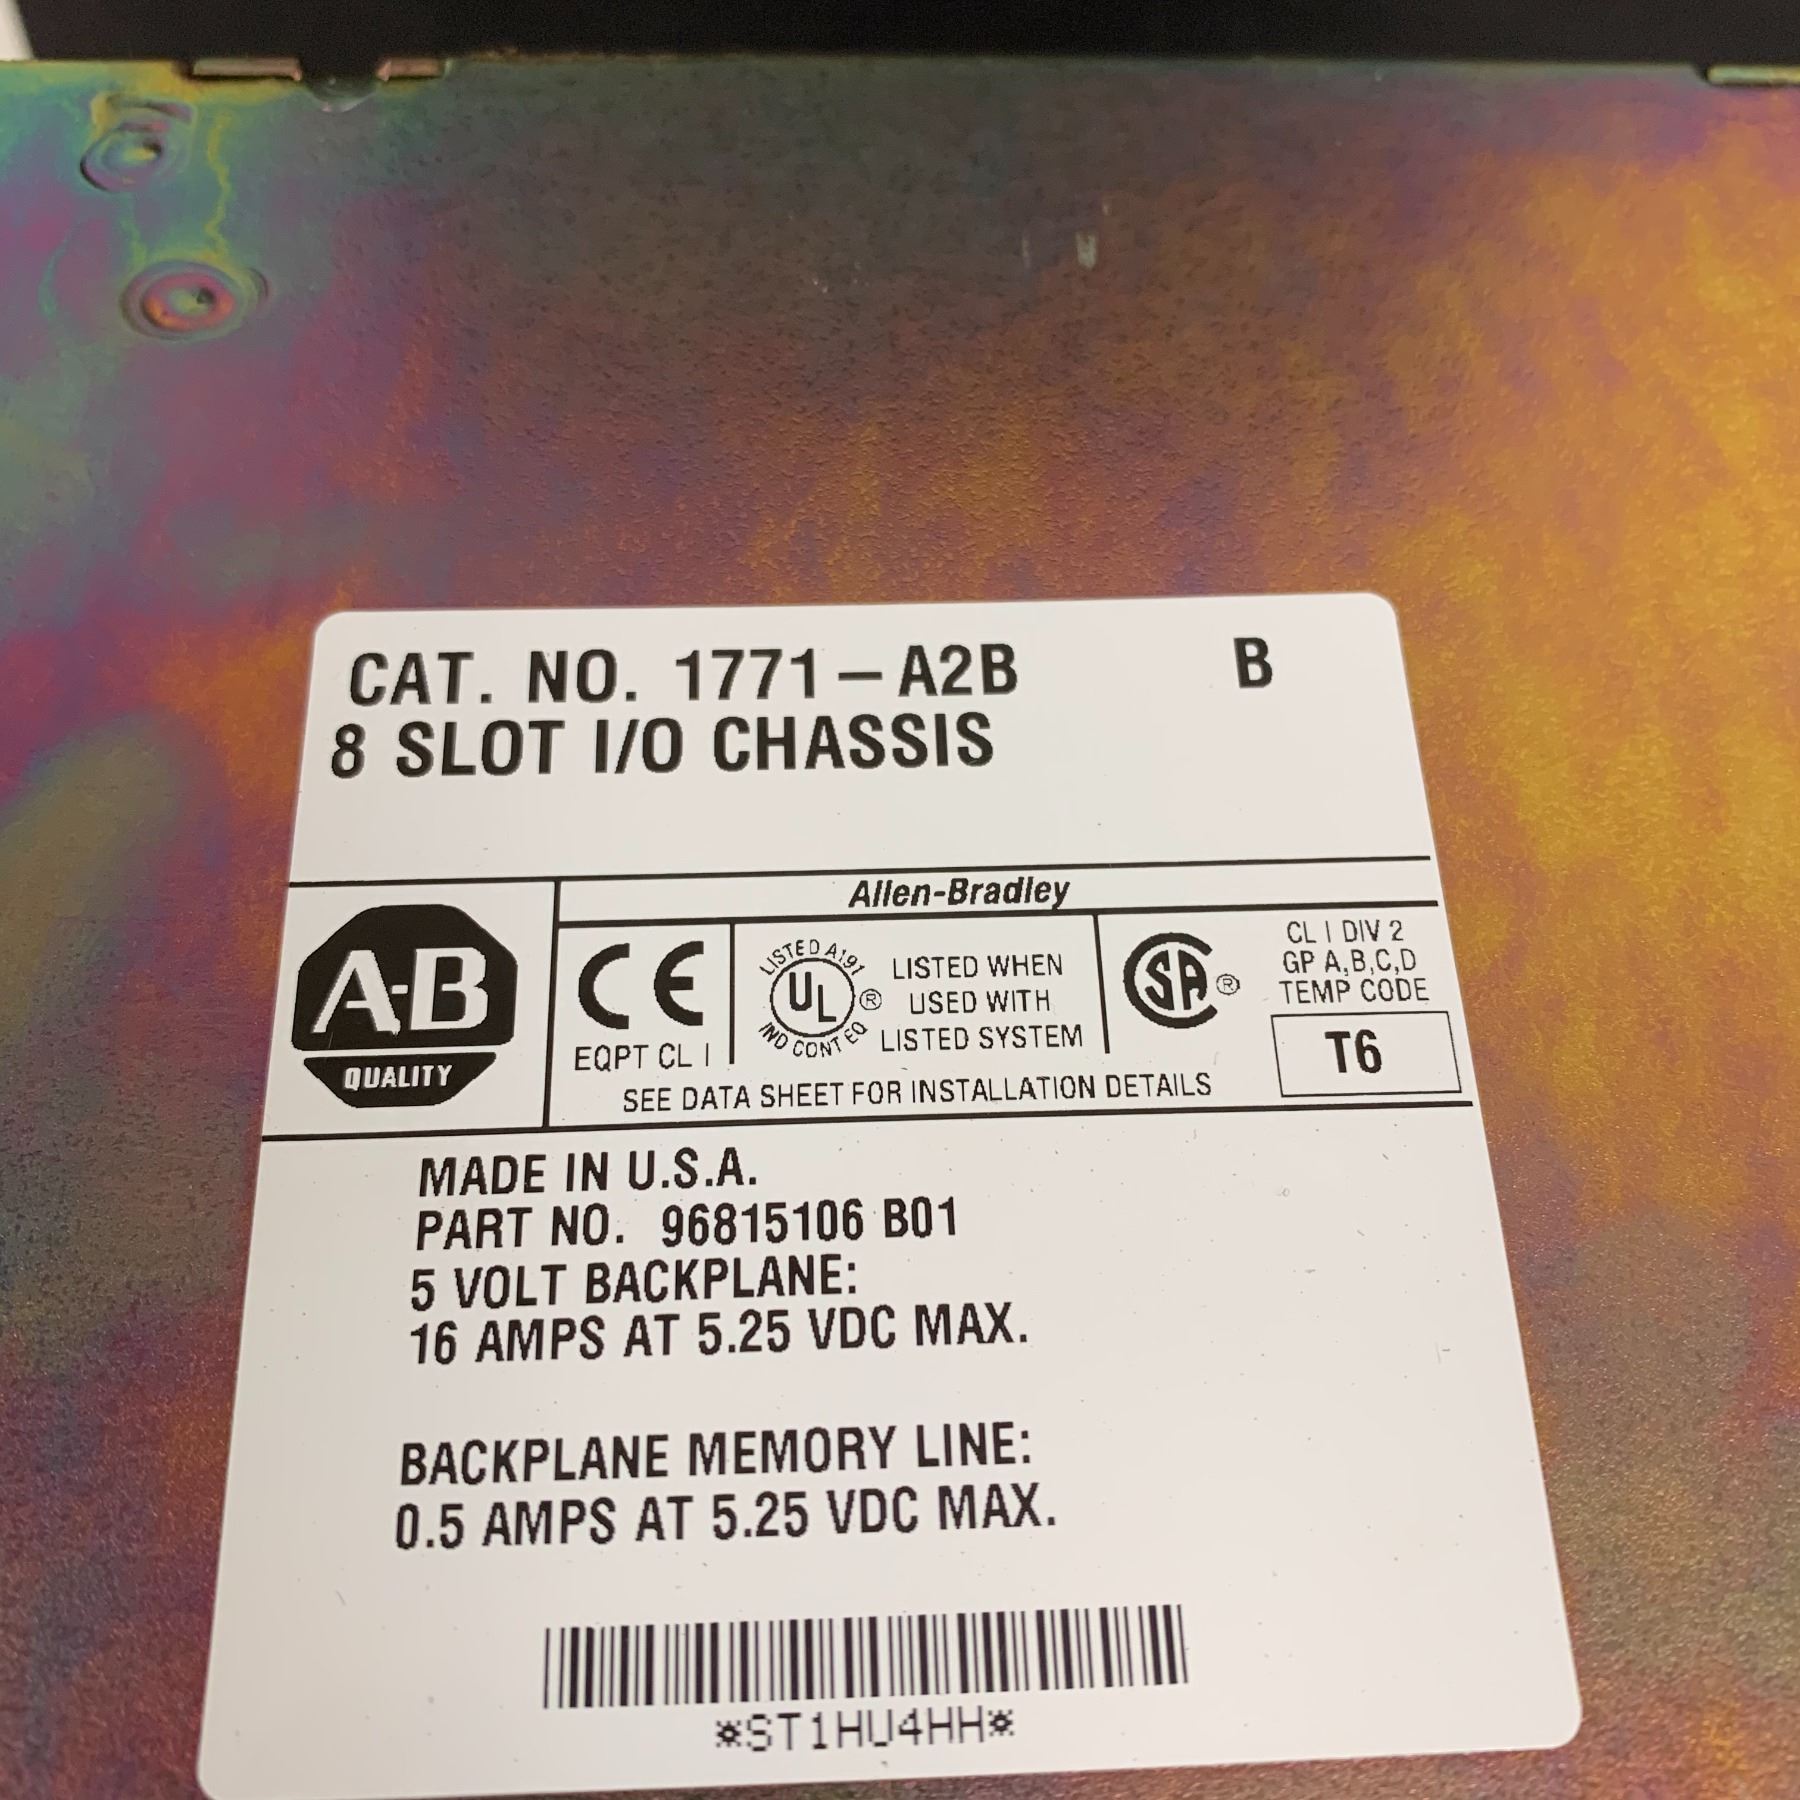 CAT. NO. 1771-A2B B
8 SLOT I/O CHASSIS
Allen-Bradley
A-B
QUALITY
CE
EQPT CL I
LISTED A191
UL ®
IND CONT EQ
LISTED WHEN
USED WITH
LISTED SYSTEM
SA ®
CL I DIV 2
GP A,B,C,D
TEMP CODE
T6
SEE DATA SHEET FOR INSTALLATION DETAILS
MADE IN U.S.A.
PART NO. 96815106 B01
5 VOLT BACKPLANE:
16 AMPS AT 5.25 VDC MAX.
BACKPLANE MEMORY LINE:
0.5 AMPS AT 5.25 VDC MAX.
*ST1HU4HH*